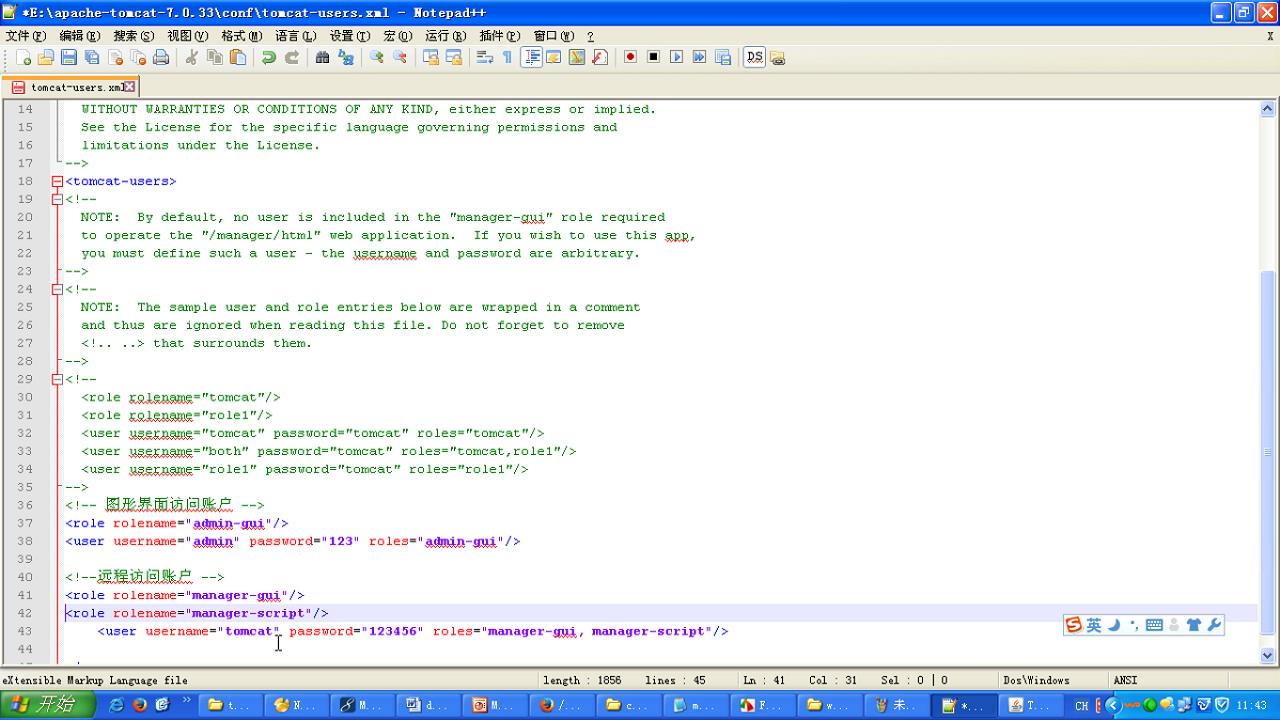 *E:\apache-tomcat-7.0.33\conf\tomcat-users.xml - Notepad++
文件(F) 编辑(E) 搜索(S) 视图(V) 格式(M) 语言(L) 设置(T) 宏(O) 运行(R) 插件(P) 窗口(W) ? X
tomcat-users.xml
14 WITHOUT WARRANTIES OR CONDITIONS OF ANY KIND, either express or implied.
15 See the License for the specific language governing permissions and
16 limitations under the License.
17 -->
18 <tomcat-users>
19 <!--
20 NOTE:  By default, no user is included in the "manager-gui" role required
21 to operate the "/manager/html" web application.  If you wish to use this app,
22 you must define such a user - the username and password are arbitrary.
23 -->
24 <!--
25 NOTE:  The sample user and role entries below are wrapped in a comment
26 and thus are ignored when reading this file. Do not forget to remove
27 <!.. ..> that surrounds them.
28 -->
29 <!--
30 <role rolename="tomcat"/>
31 <role rolename="role1"/>
32 <user username="tomcat" password="tomcat" roles="tomcat"/>
33 <user username="both" password="tomcat" roles="tomcat,role1"/>
34 <user username="role1" password="tomcat" roles="role1"/>
35 -->
36 <!-- 图形界面访问账户 -->
37 <role rolename="admin-gui"/>
38 <user username="admin" password="123" roles="admin-gui"/>
39
40 <!--远程访问账户 -->
41 <role rolename="manager-gui"/>
42 <role rolename="manager-script"/>
43 <user username="tomcat" password="123456" roles="manager-gui, manager-script"/>
44
英
eXtensible Markup Language file length : 1856 lines : 45 Ln : 41 Col : 31 Sel : 0 | 0 Dos\Windows ANSI
开始 t... N... M... d... M... /... c... m... F... w... 未... *... T... CH 11:43